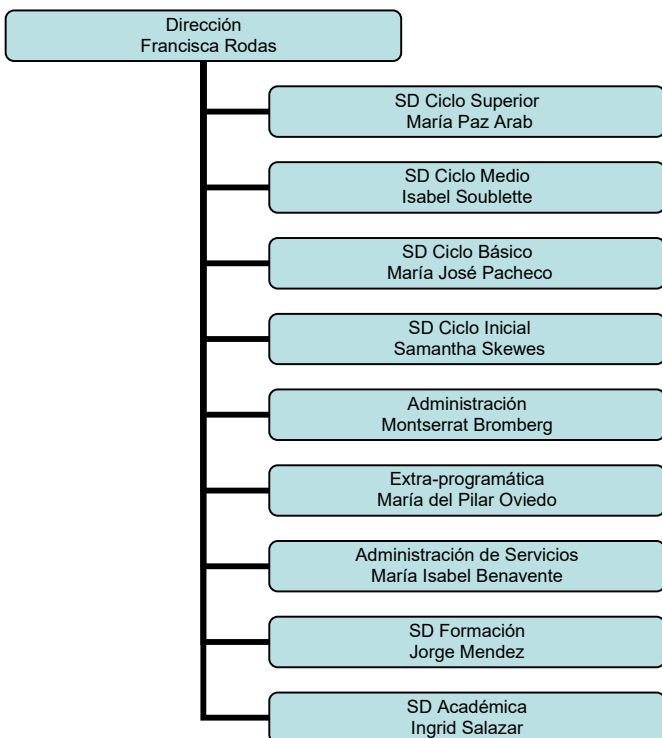 Dirección
Francisca Rodas
SD Ciclo Superior
María Paz Arab
SD Ciclo Medio
Isabel Soublette
SD Ciclo Básico
María José Pacheco
SD Ciclo Inicial
Samantha Skewes
Administración
Montserrat Bromberg
Extra-programática
María del Pilar Oviedo
Administración de Servicios
María Isabel Benavente
SD Formación
Jorge Mendez
SD Académica
Ingrid Salazar